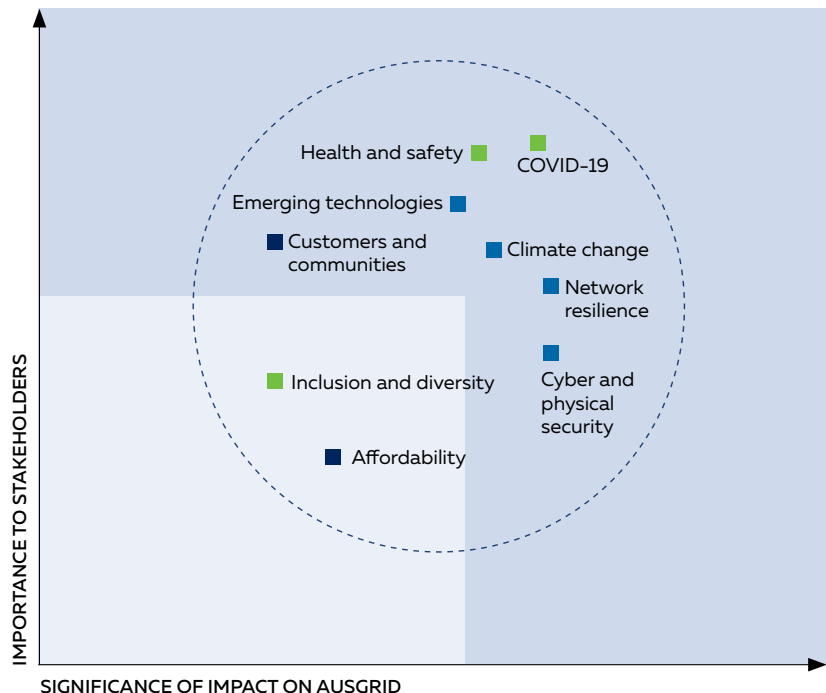 Health and safety
COVID-19
Emerging technologies
Customers and
communities
Climate change
Network
resilience
Inclusion and diversity
Cyber and
physical
security
Affordability
IMPORTANCE TO STAKEHOLDERS
SIGNIFICANCE OF IMPACT ON AUSGRID